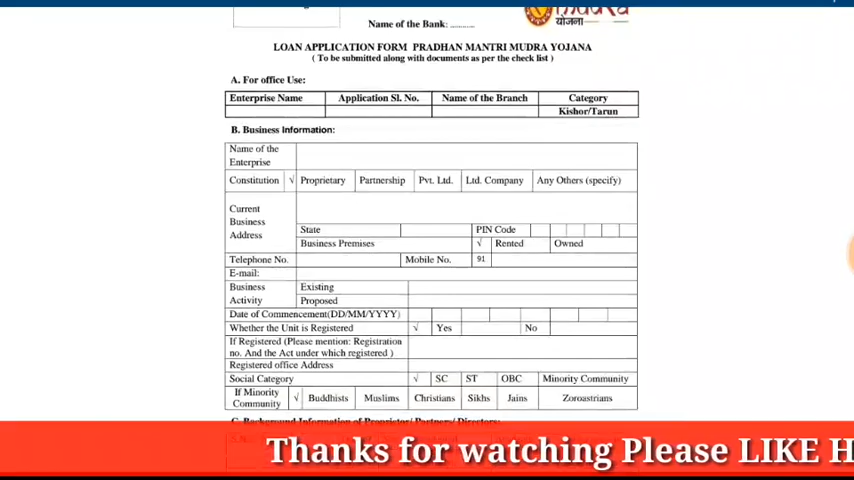 Name of the Bank: ..........
योजना
LOAN APPLICATION FORM PRADHAN MANTRI MUDRA YOJANA
( To be submitted along with documents as per the check list )
A. For office Use:
Enterprise Name Application Sl. No. Name of the Branch Category
Kishor/Tarun
B. Business Information:
Name of the
Enterprise
Constitution √ Proprietary Partnership Pvt. Ltd. Ltd. Company Any Others (specify)
Current
Business
Address
State PIN Code
Business Premises √ Rented Owned
Telephone No. Mobile No. 91
E-mail:
Business Existing
Activity Proposed
Date of Commencement(DD/MM/YYYY)
Whether the Unit is Registered √ Yes No
If Registered (Please mention: Registration
no. And the Act under which registered )
Registered office Address
Social Category √ SC ST OBC Minority Community
If Minority
Community √ Buddhists Muslims Christians Sikhs Jains Zoroastrians
C. Background Information of Proprietor/ Partners/ Directors:
Thanks for watching Please LIKE H